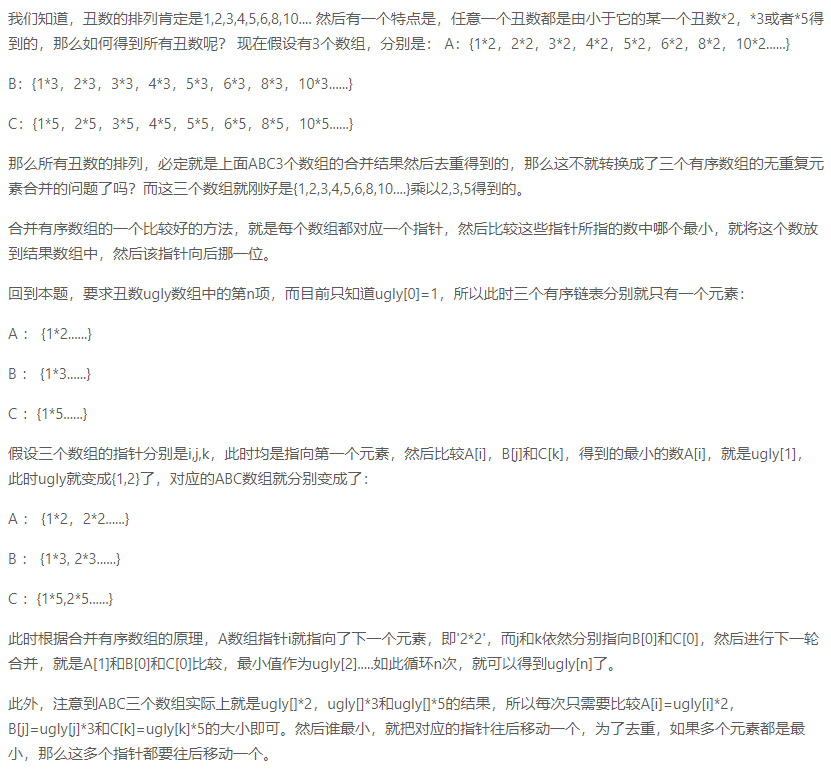 我们知道，丑数的排列肯定是1,2,3,4,5,6,8,10.... 然后有一个特点是，任意一个丑数都是由小于它的某一个丑数*2，*3或者*5得
到的，那么如何得到所有丑数呢？ 现在假设有3个数组，分别是： A：{1*2，2*2，3*2，4*2，5*2，6*2，8*2，10*2......}
B：{1*3，2*3，3*3，4*3，5*3，6*3，8*3，10*3......}
C：{1*5，2*5，3*5，4*5，5*5，6*5，8*5，10*5......}
那么所有丑数的排列，必定就是上面ABC3个数组的合并结果然后去重得到的，那么这不就转换成了三个有序数组的无重复元
素合并的问题了吗？而这三个数组就刚好是{1,2,3,4,5,6,8,10....}乘以2,3,5得到的。
合并有序数组的一个比较好的方法，就是每个数组都对应一个指针，然后比较这些指针所指的数中哪个最小，就将这个数放
到结果数组中，然后该指针向后挪一位。
回到本题，要求丑数ugly数组中的第n项，而目前只知道ugly[0]=1，所以此时三个有序链表分别就只有一个元素：
A ： {1*2......}
B ： {1*3......}
C ：{1*5......}
假设三个数组的指针分别是i,j,k，此时均是指向第一个元素，然后比较A[i]，B[j]和C[k]，得到的最小的数A[i]，就是ugly[1]，
此时ugly就变成{1,2}了，对应的ABC数组就分别变成了：
A ： {1*2，2*2......}
B ： {1*3, 2*3......}
C ：{1*5,2*5......}
此时根据合并有序数组的原理，A数组指针i就指向了下一个元素，即'2*2'，而j和k依然分别指向B[0]和C[0]，然后进行下一轮
合并，就是A[1]和B[0]和C[0]比较，最小值作为ugly[2].....如此循环n次，就可以得到ugly[n]了。
此外，注意到ABC三个数组实际上就是ugly[]*2，ugly[]*3和ugly[]*5的结果，所以每次只需要比较A[i]=ugly[i]*2，
B[j]=ugly[j]*3和C[k]=ugly[k]*5的大小即可。然后谁最小，就把对应的指针往后移动一个，为了去重，如果多个元素都是最
小，那么这多个指针都要往后移动一个。